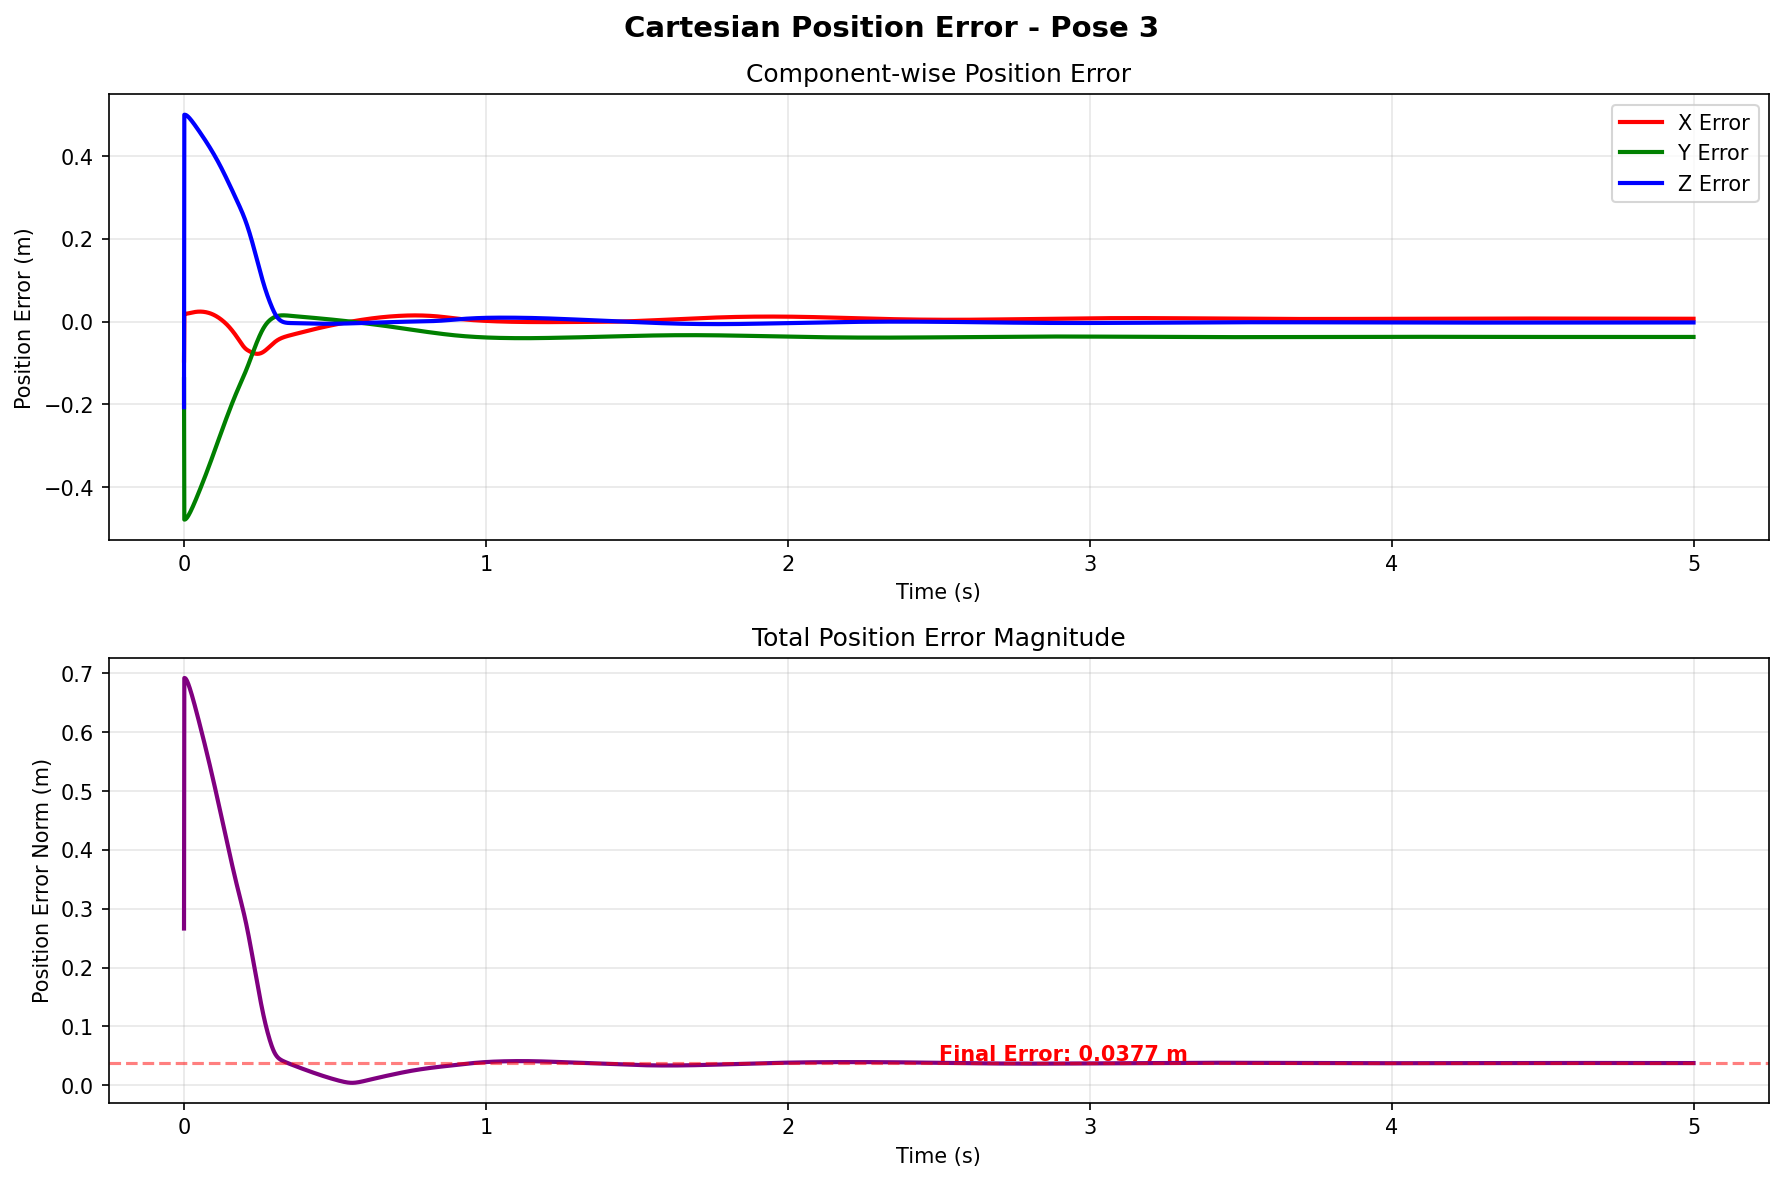 Cartesian Position Error - Pose 3
Component-wise Position Error
X Error
Y Error
Z Error
Position Error (m)
0.4
0.2
0.0
−0.2
−0.4
0 1 2 3 4 5
Time (s)
Total Position Error Magnitude
Position Error Norm (m)
0.7
0.6
0.5
0.4
0.3
0.2
0.1
0.0
Final Error: 0.0377 m
0 1 2 3 4 5
Time (s)